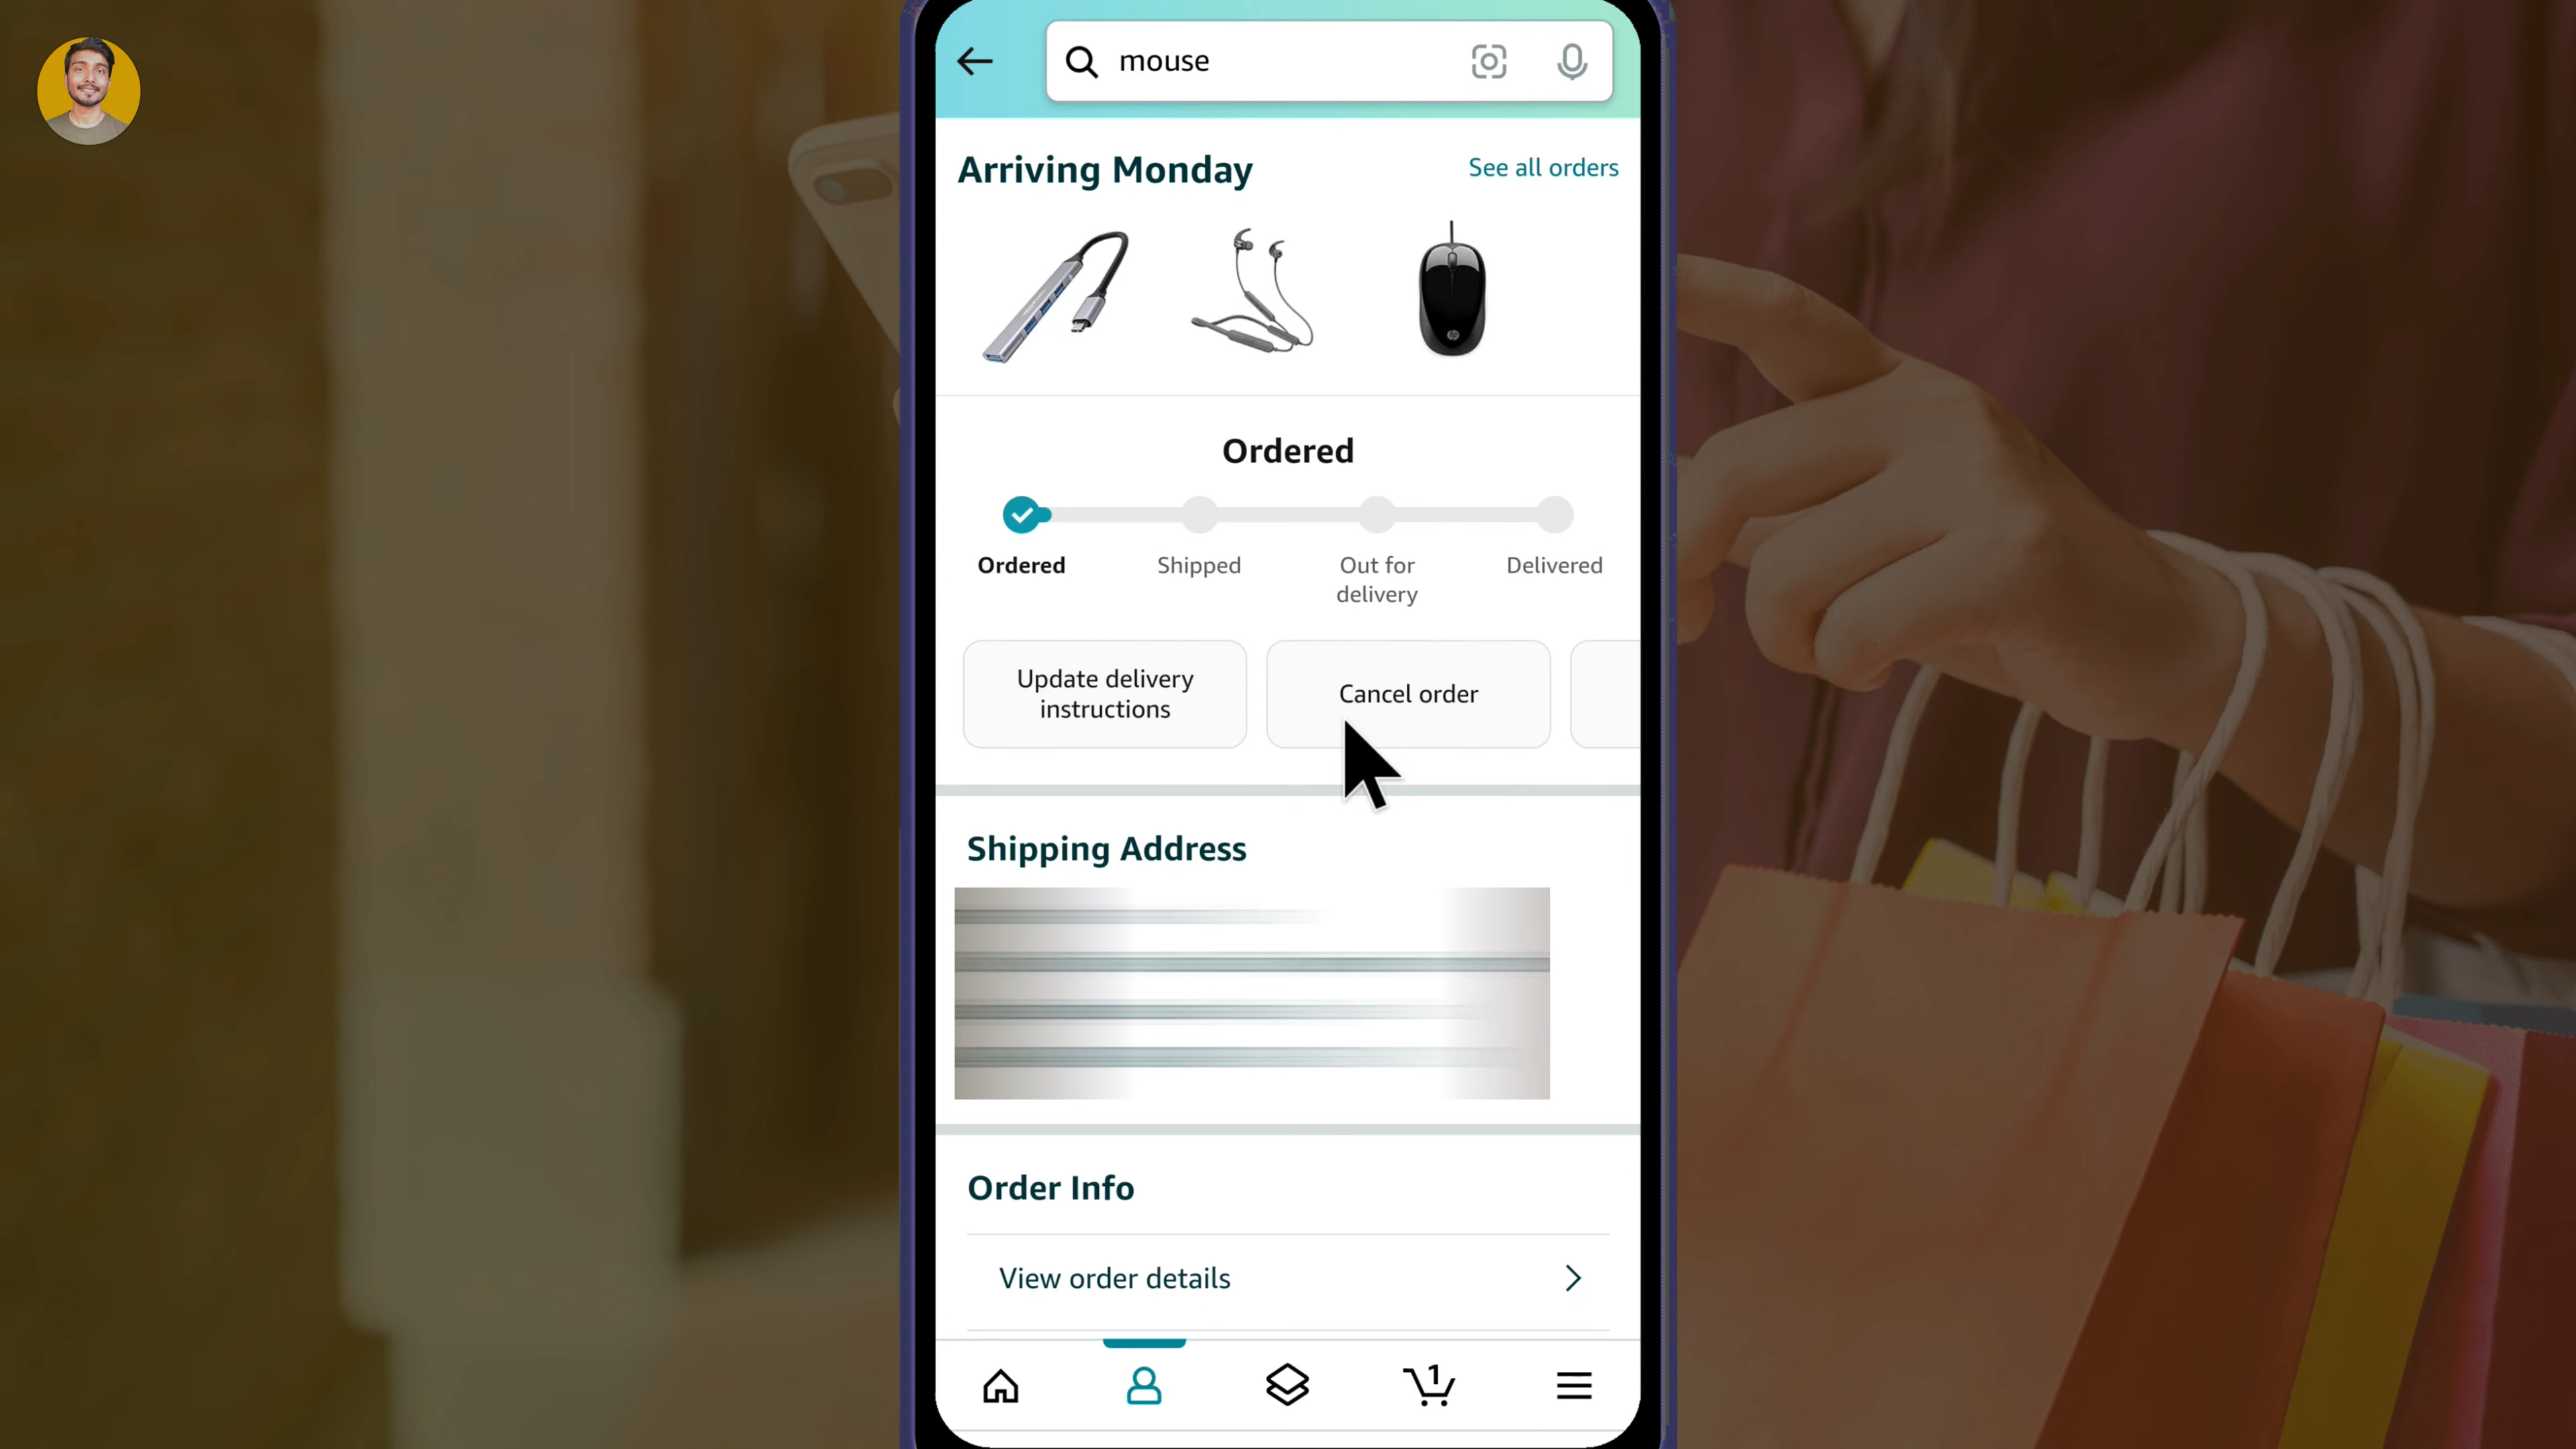 mouse
Arriving Monday
See all orders
Ordered
Ordered
Shipped
Out for
delivery
Delivered
Update delivery
instructions
Cancel order
Shipping Address
Order Info
View order details
1